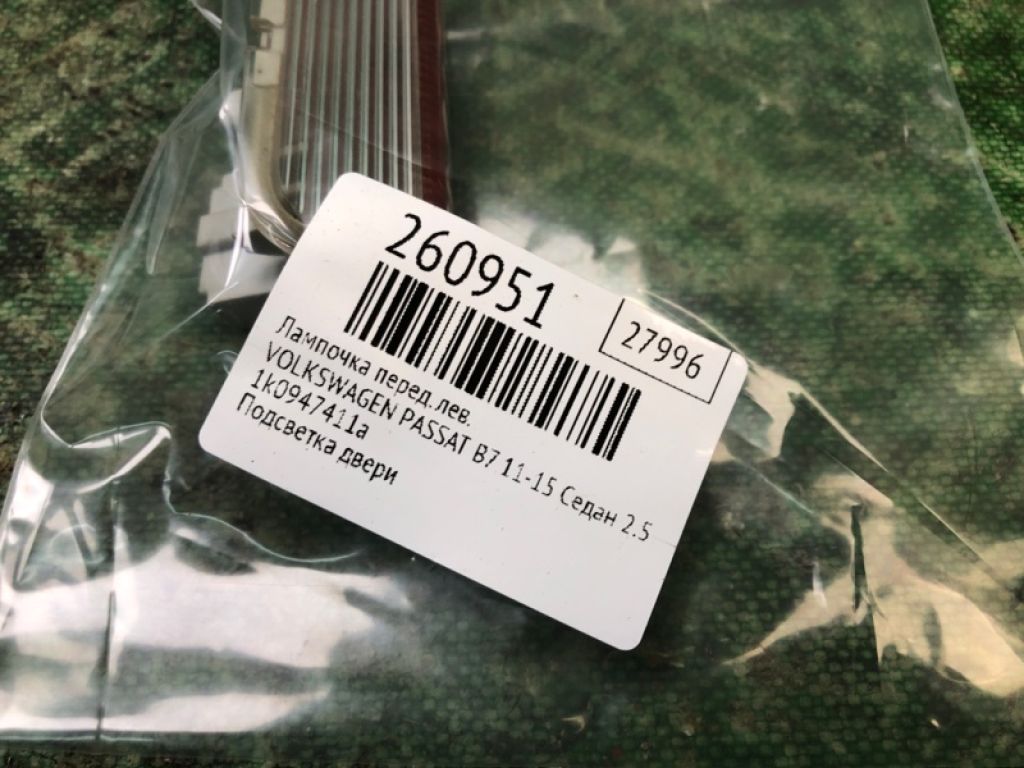 260951
27996
Лампочка перед.лев.
VOLKSWAGEN PASSAT B7 11-15 Седан 2.5
1k0947411a
Подсветка двери